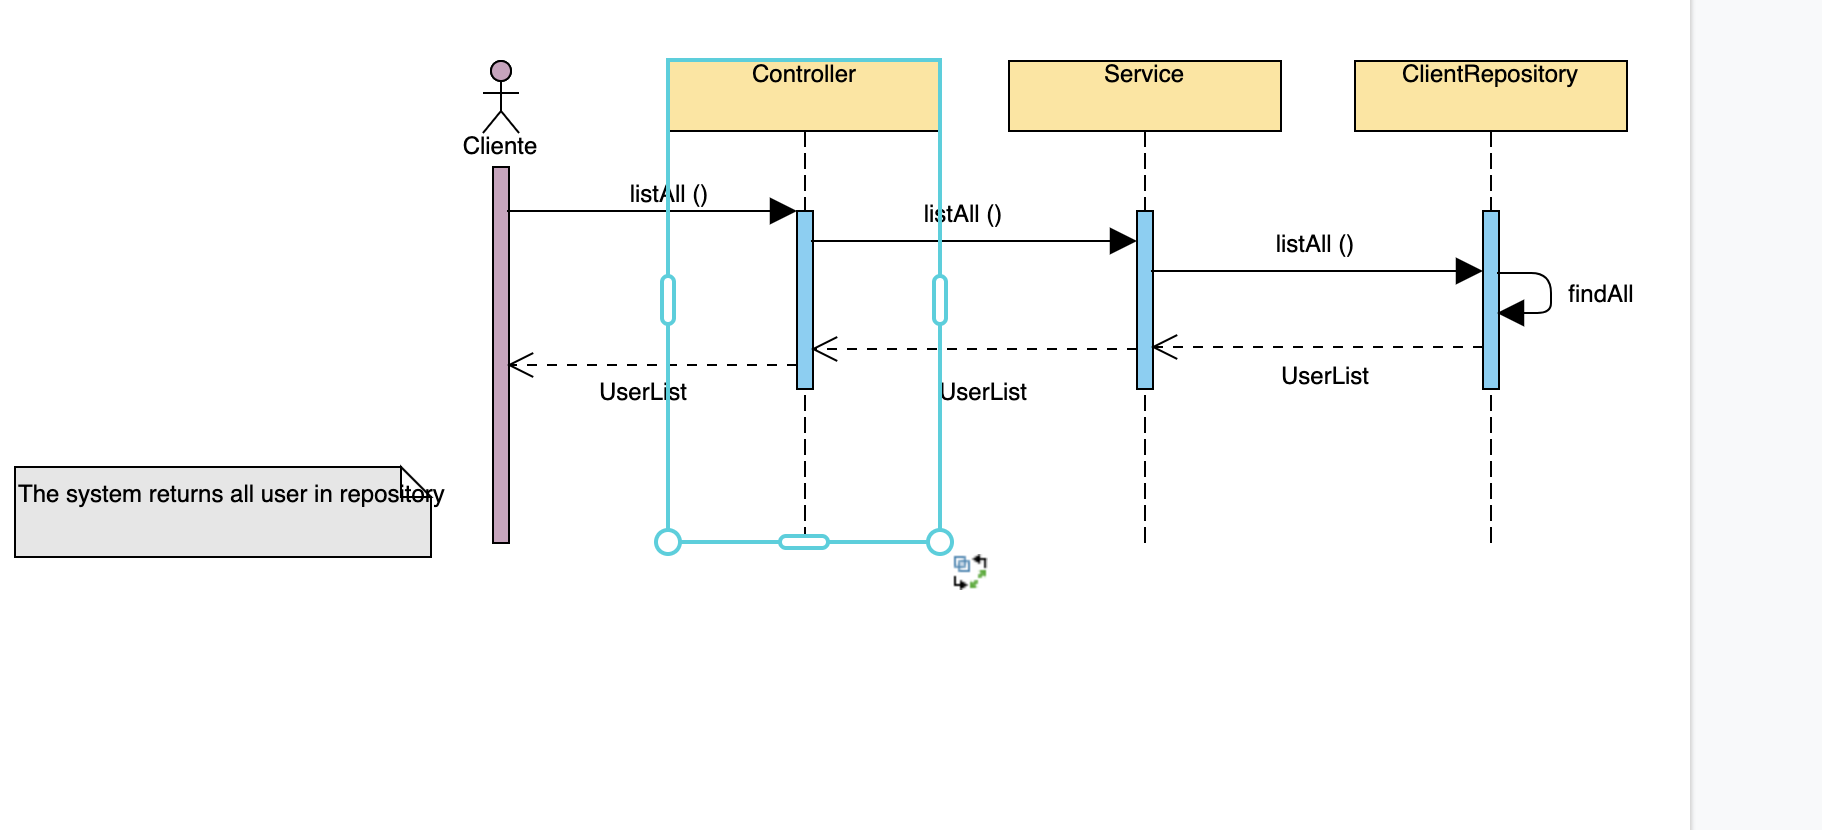 Controller
Service
ClientRepository
Cliente
listAll ()
listAll ()
listAll ()
findAll
UserList
UserList
UserList
The system returns all user in repository